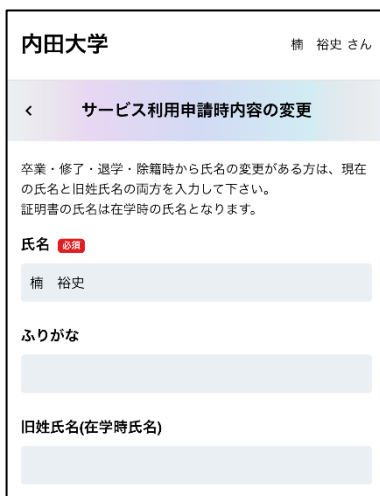 内田大学
楠　裕史 さん
サービス利用申請時内容の変更
卒業・修了・退学・除籍時から氏名の変更がある方は、現在
の氏名と旧姓氏名の両方を入力して下さい。
証明書の氏名は在学時の氏名となります。
氏名 必須
楠　裕史
ふりがな
旧姓氏名(在学時氏名)